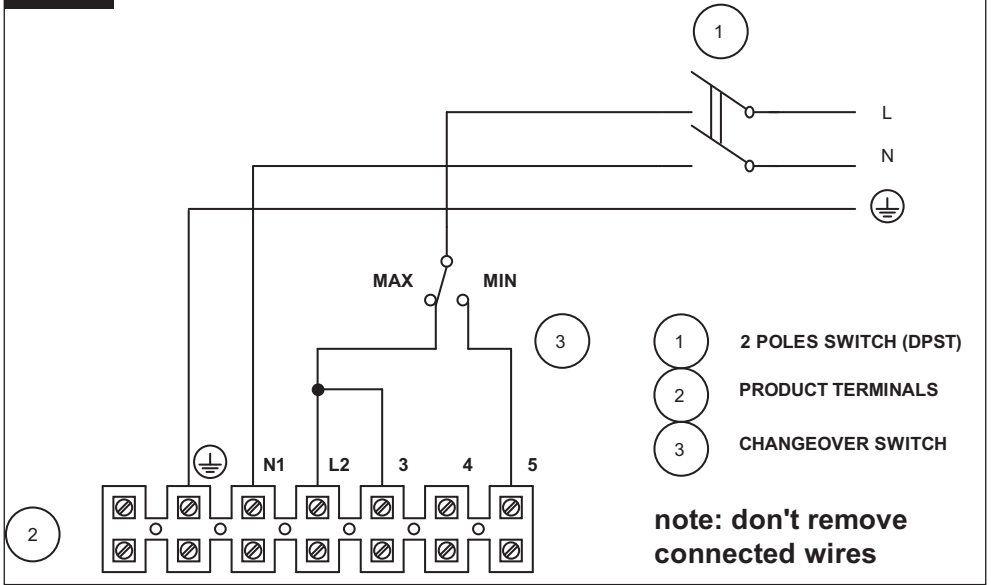 1
L
N
MAX MIN
3
1 2 POLES SWITCH (DPST)
2 PRODUCT TERMINALS
3 CHANGEOVER SWITCH
N1 L2 3 4 5
2
note: don't remove
connected wires